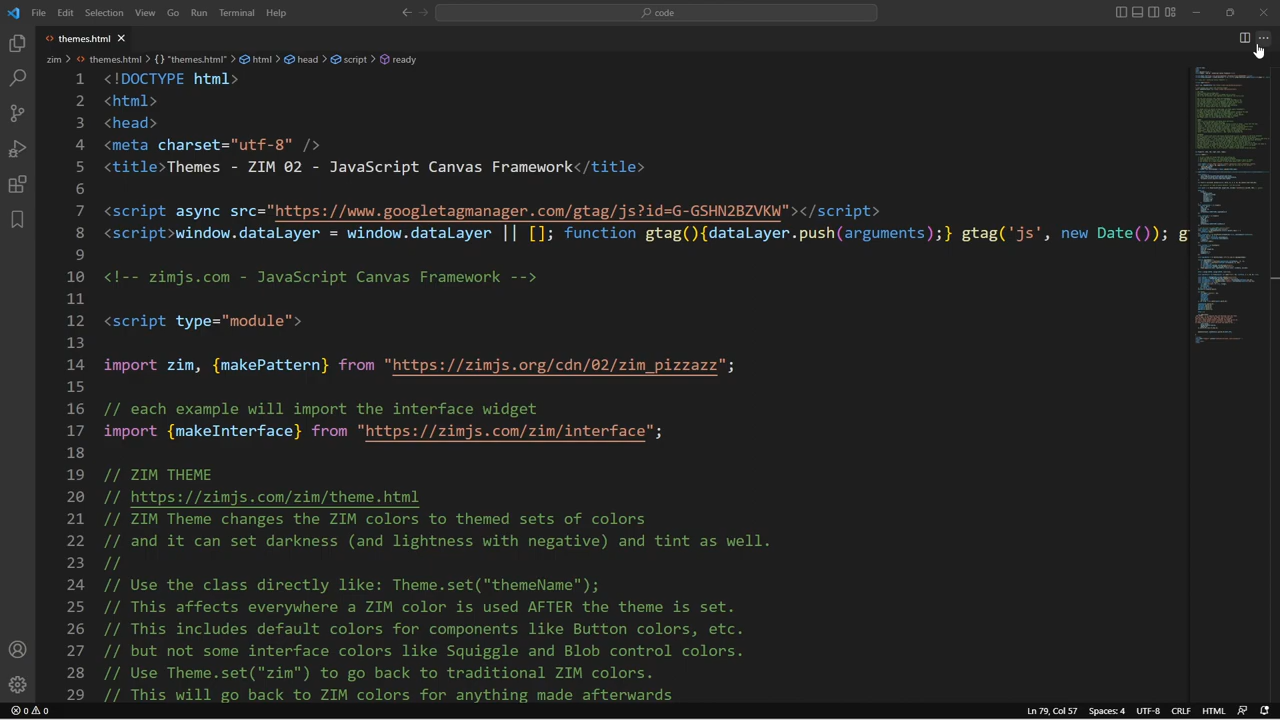 File Edit Selection View Go Run Terminal Help
code
themes.html
zim > themes.html > {} "themes.html" > html > head > script > ready
1 <!DOCTYPE html>
2 <html>
3 <head>
4 <meta charset="utf-8" />
5 <title>Themes - ZIM 02 - JavaScript Canvas Framework</title>
6
7 <script async src="https://www.googletagmanager.com/gtag/js?id=G-GSHN2BZVKW"></script>
8 <script>window.dataLayer = window.dataLayer || []; function gtag(){dataLayer.push(arguments);} gtag('js', new Date()); g
9
10 <!-- zimjs.com - JavaScript Canvas Framework -->
11
12 <script type="module">
13
14 import zim, {makePattern} from "https://zimjs.org/cdn/02/zim_pizzazz";
15
16 // each example will import the interface widget
17 import {makeInterface} from "https://zimjs.com/zim/interface";
18
19 // ZIM THEME
20 // https://zimjs.com/zim/theme.html
21 // ZIM Theme changes the ZIM colors to themed sets of colors
22 // and it can set darkness (and lightness with negative) and tint as well.
23 //
24 // Use the class directly like: Theme.set("themeName");
25 // This affects everywhere a ZIM color is used AFTER the theme is set.
26 // This includes default colors for components like Button colors, etc.
27 // but not some interface colors like Squiggle and Blob control colors.
28 // Use Theme.set("zim") to go back to traditional ZIM colors.
29 // This will go back to ZIM colors for anything made afterwards
0 0 Ln 79, Col 57 Spaces: 4 UTF-8 CRLF HTML